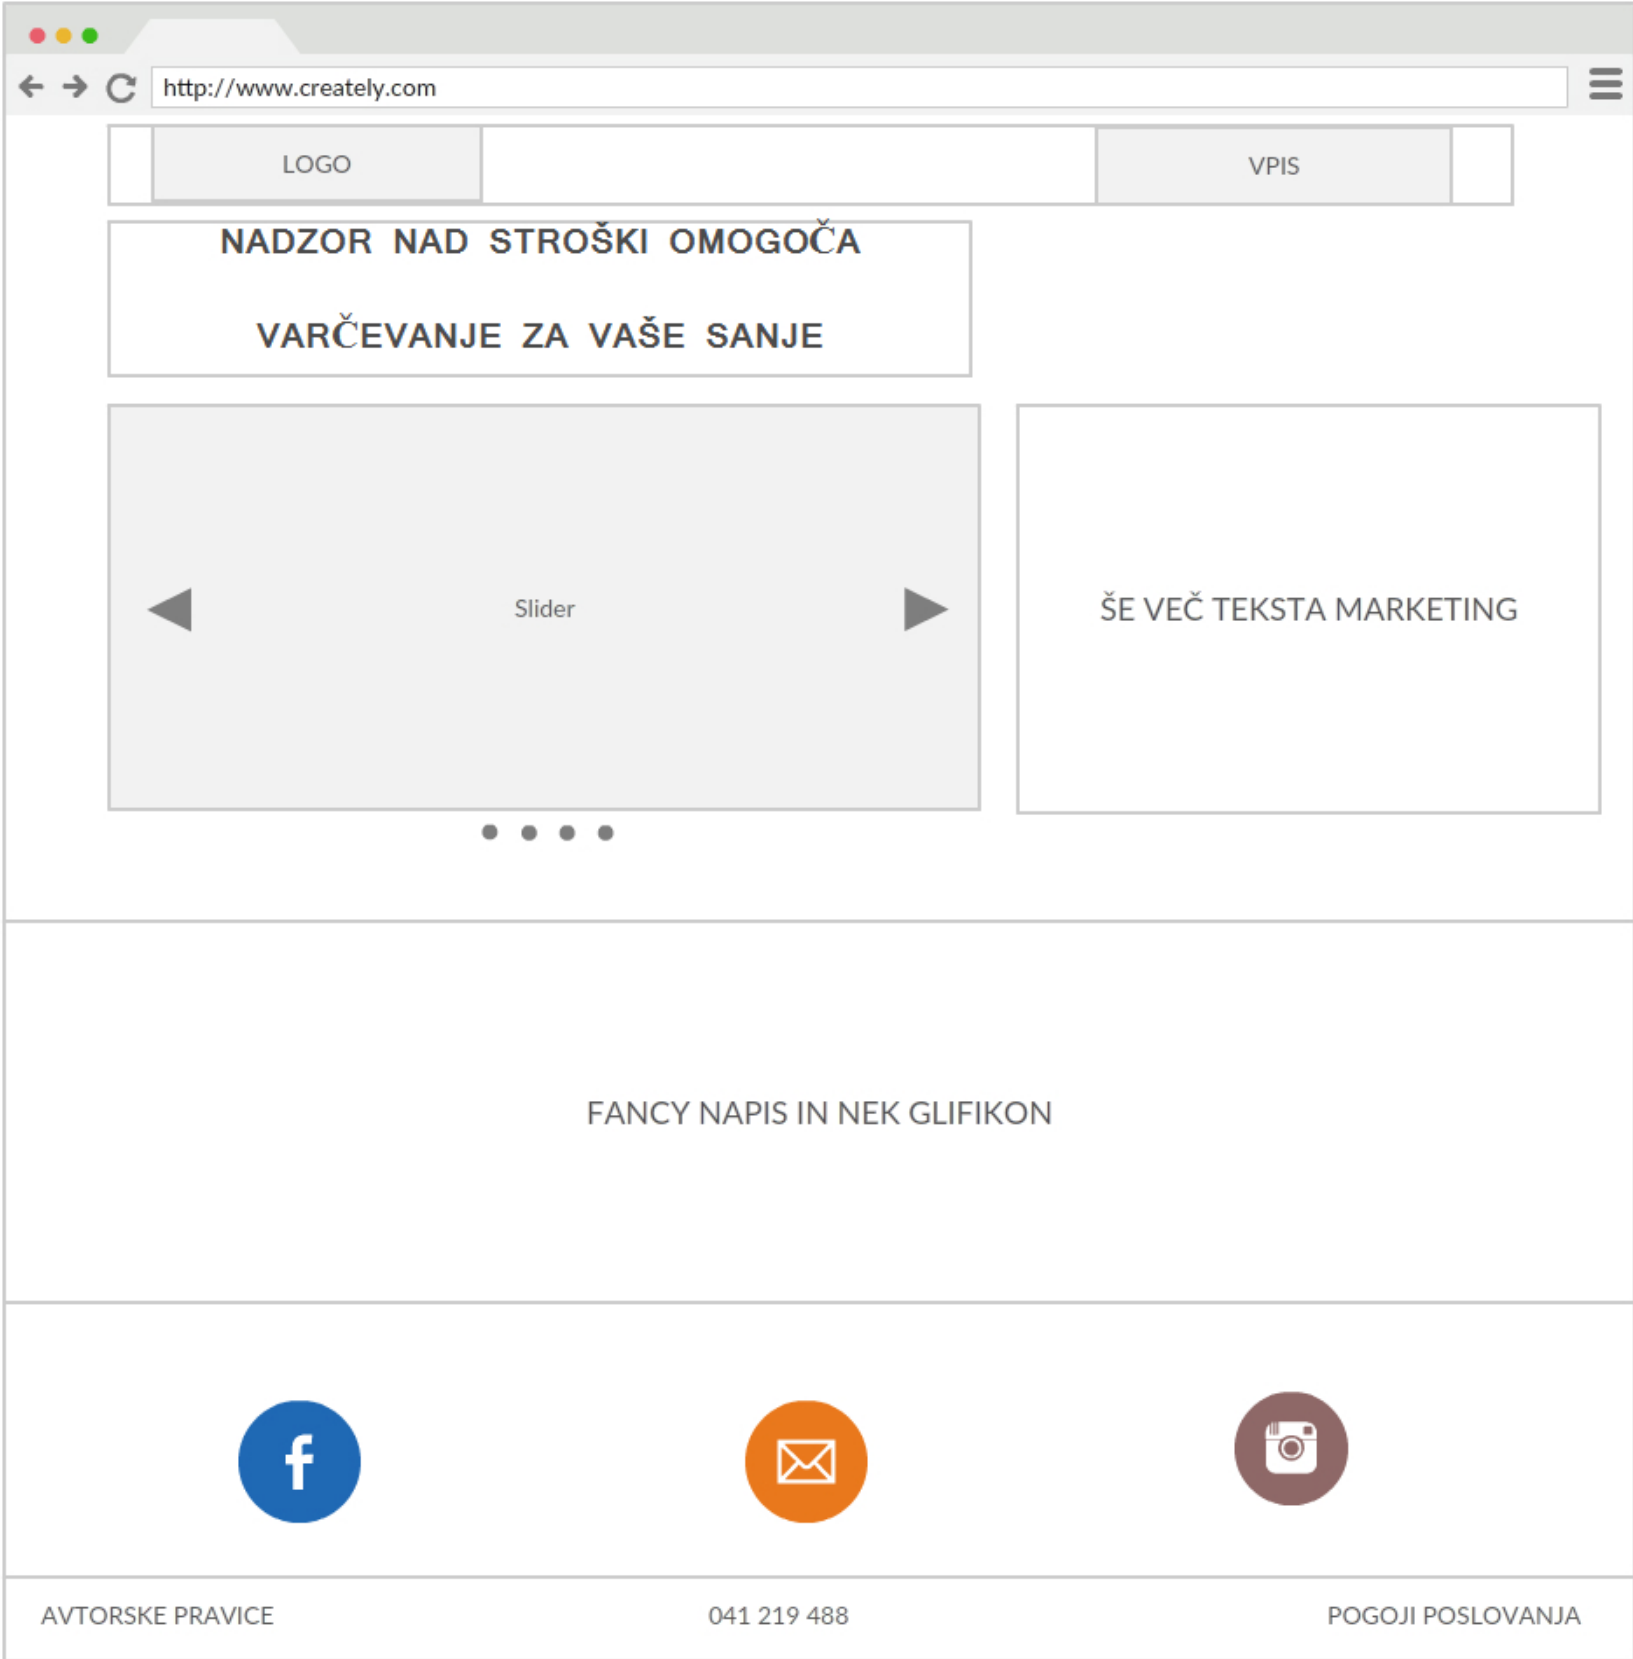 http://www.creately.com
LOGO
VPIS
NADZOR NAD STROŠKI OMOGOČA
VARČEVANJE ZA VAŠE SANJE
Slider
ŠE VEČ TEKSTA MARKETING
FANCY NAPIS IN NEK GLIFIKON
AVTORSKE PRAVICE
041 219 488
POGOJI POSLOVANJA